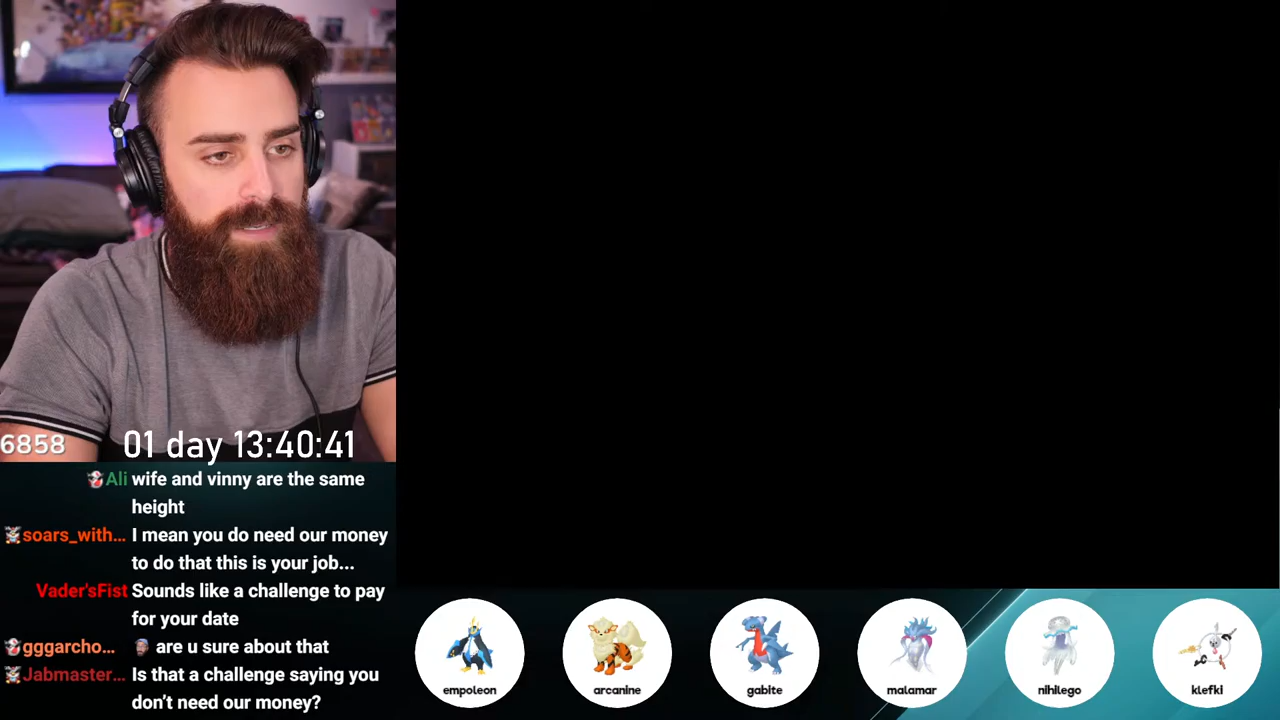 6858
01 day 13:40:41
Ali wife and vinny are the same
height
soars_with... I mean you do need our money
to do that this is your job...
Vader'sFist Sounds like a challenge to pay
for your date
gggarcho... are u sure about that
Jabmaster... Is that a challenge saying you
don't need our money?
empoleon
arcanine
gabite
malamar
nihilego
klefki